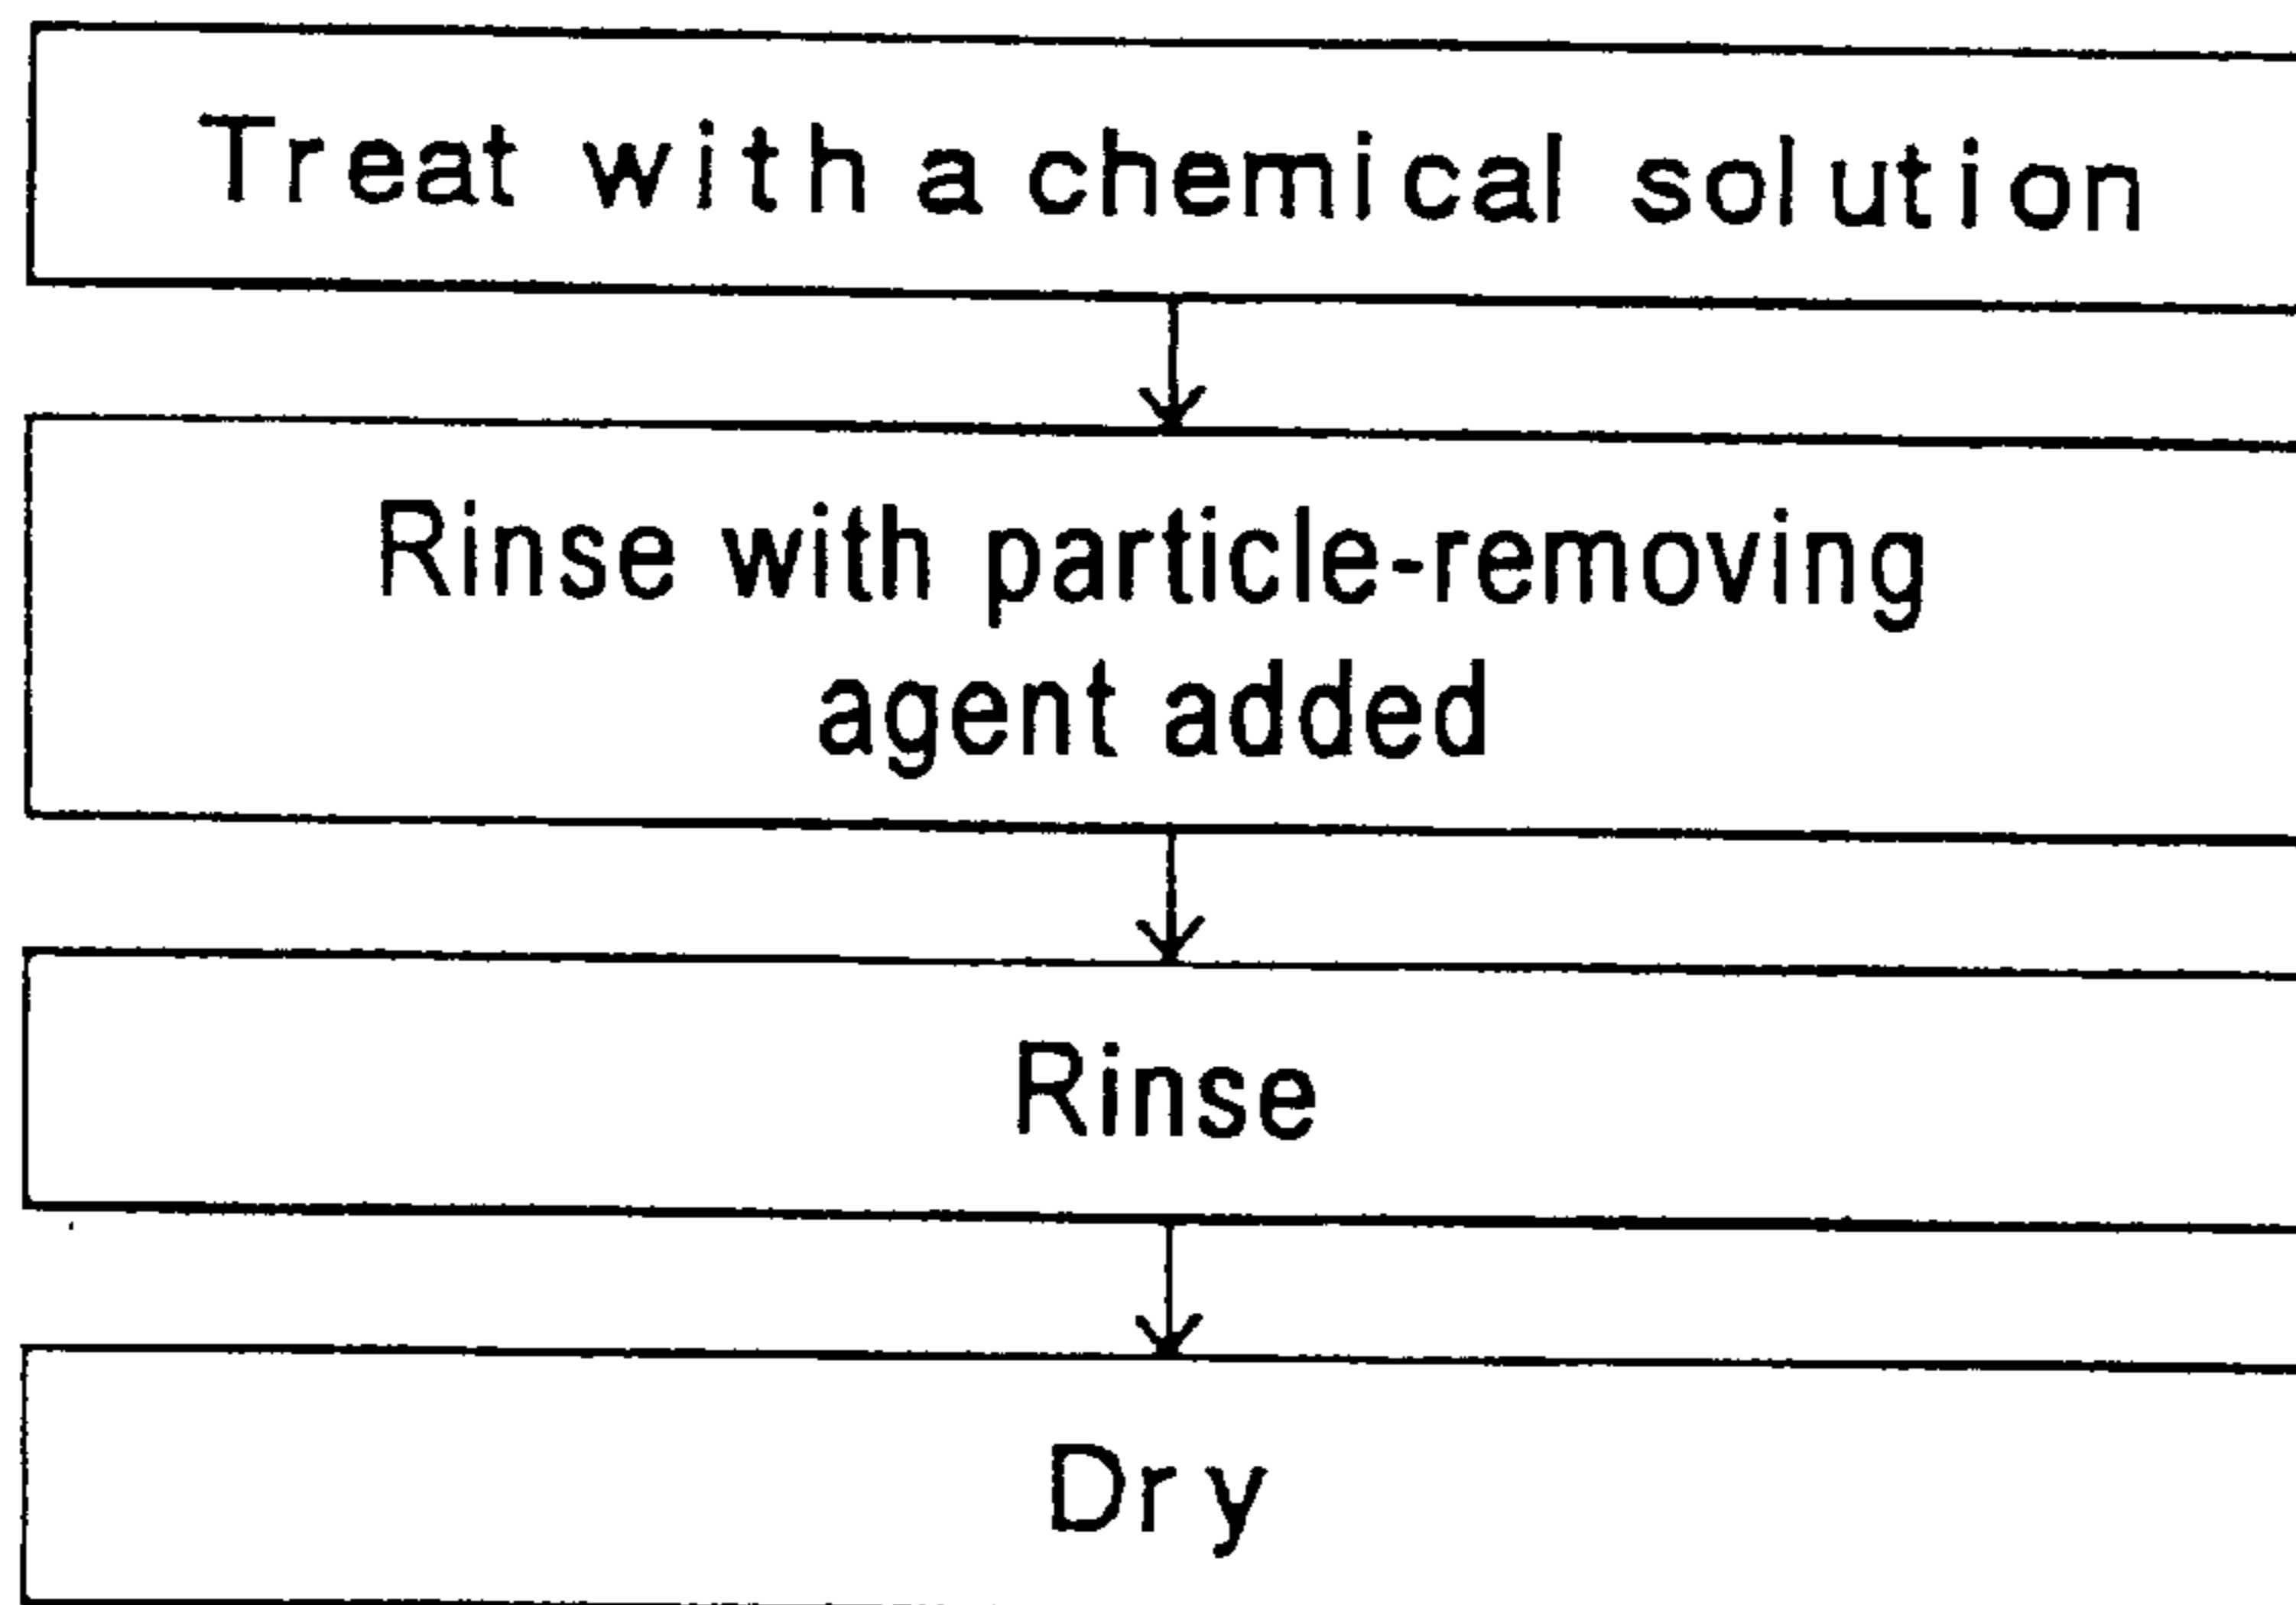 Treat with a chemical solution
Rinse with particle-removing
agent added
Rinse
Dry